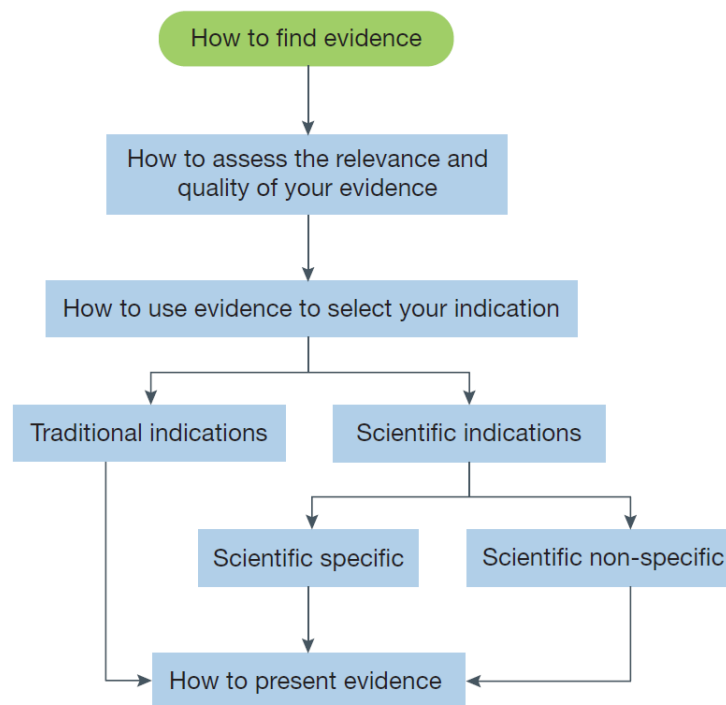 How to find evidence
How to assess the relevance and
quality of your evidence
How to use evidence to select your indication
Traditional indications
Scientific indications
Scientific specific
Scientific non-specific
How to present evidence